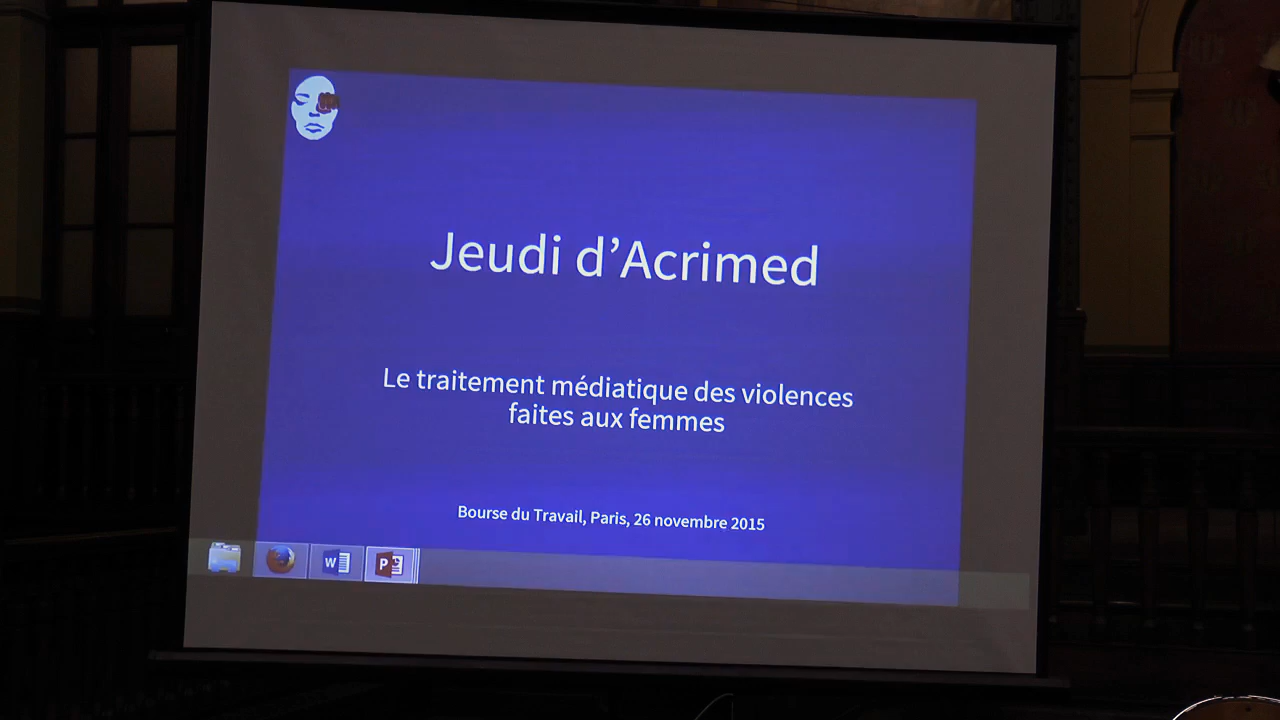 Jeudi d’Acrimed
Le traitement médiatique des violences
faites aux femmes
Bourse du Travail, Paris, 26 novembre 2015
W
P